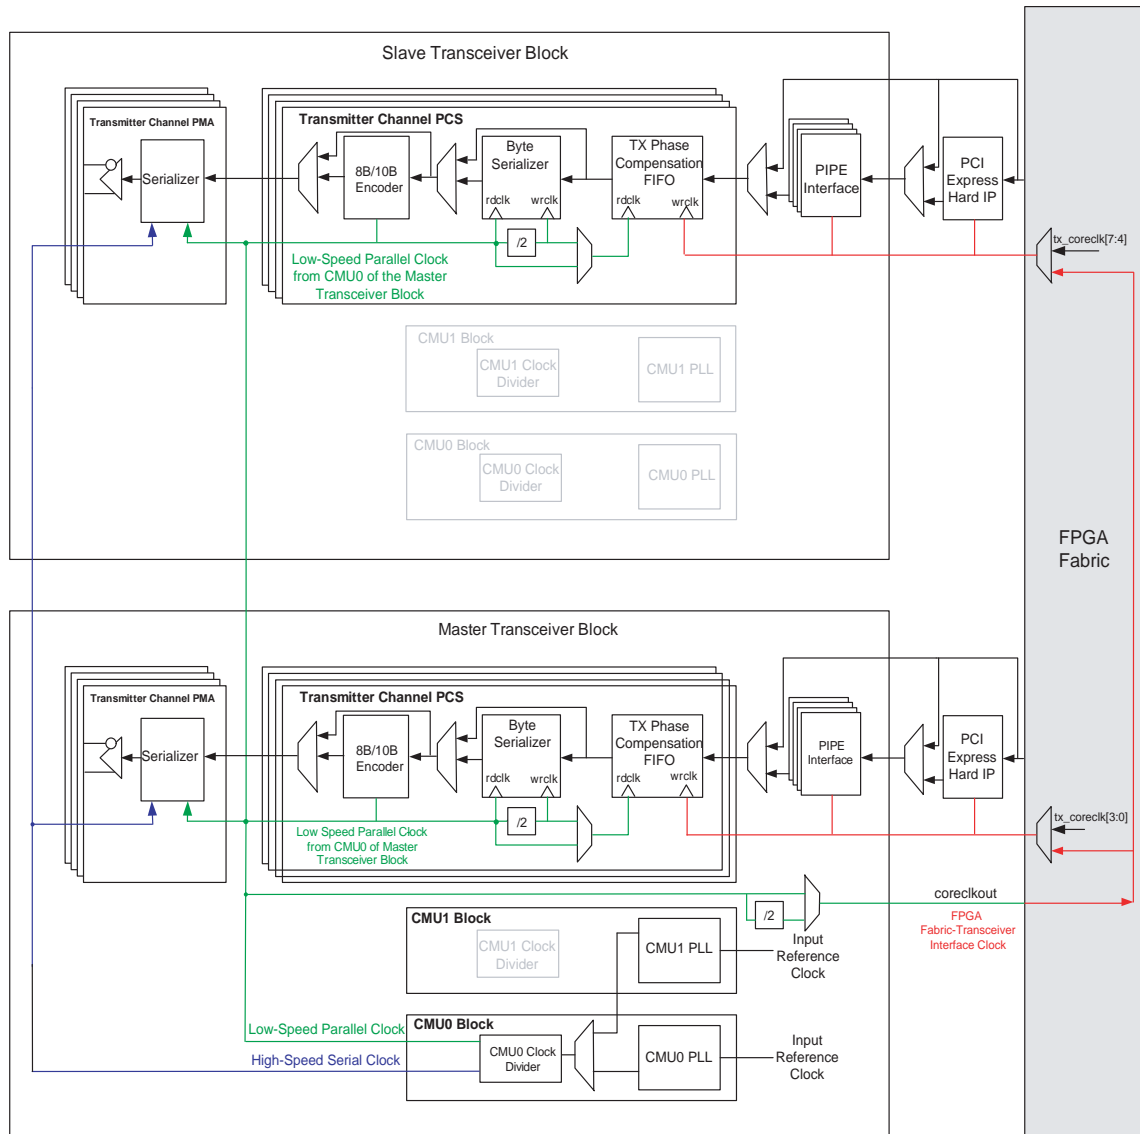 Slave Transceiver Block
Transmitter Channel PMA
Serializer
Transmitter Channel PCS
8B/10B
Encoder
Byte
Serializer
rdclk
wrclk
/2
TX Phase
Compensation
FIFO
rdclk
wrclk
PIPE
Interface
PCI
Express
Hard IP
tx_coreclk[7:4]
Low-Speed Parallel Clock
from CMU0 of the Master
Transceiver Block
CMU1 Block
CMU1 Clock
Divider
CMU1 PLL
CMU0 Block
CMU0 Clock
Divider
CMU0 PLL
FPGA
Fabric
Master Transceiver Block
Transmitter Channel PMA
Serializer
Transmitter Channel PCS
8B/10B
Encoder
Byte
Serializer
rdclk
wrclk
/2
TX Phase
Compensation
FIFO
rdclk
wrclk
PIPE
Interface
PCI
Express
Hard IP
tx_coreclk[3:0]
Low Speed Parallel Clock
from CMU0 of Master
Transceiver Block
/2
coreclkout
FPGA
Fabric-Transceiver
Interface Clock
CMU1 Block
CMU1 Clock
Divider
CMU1 PLL
Input
Reference
Clock
Low-Speed Parallel Clock
High-Speed Serial Clock
CMU0 Block
CMU0 Clock
Divider
CMU0 PLL
Input
Reference
Clock